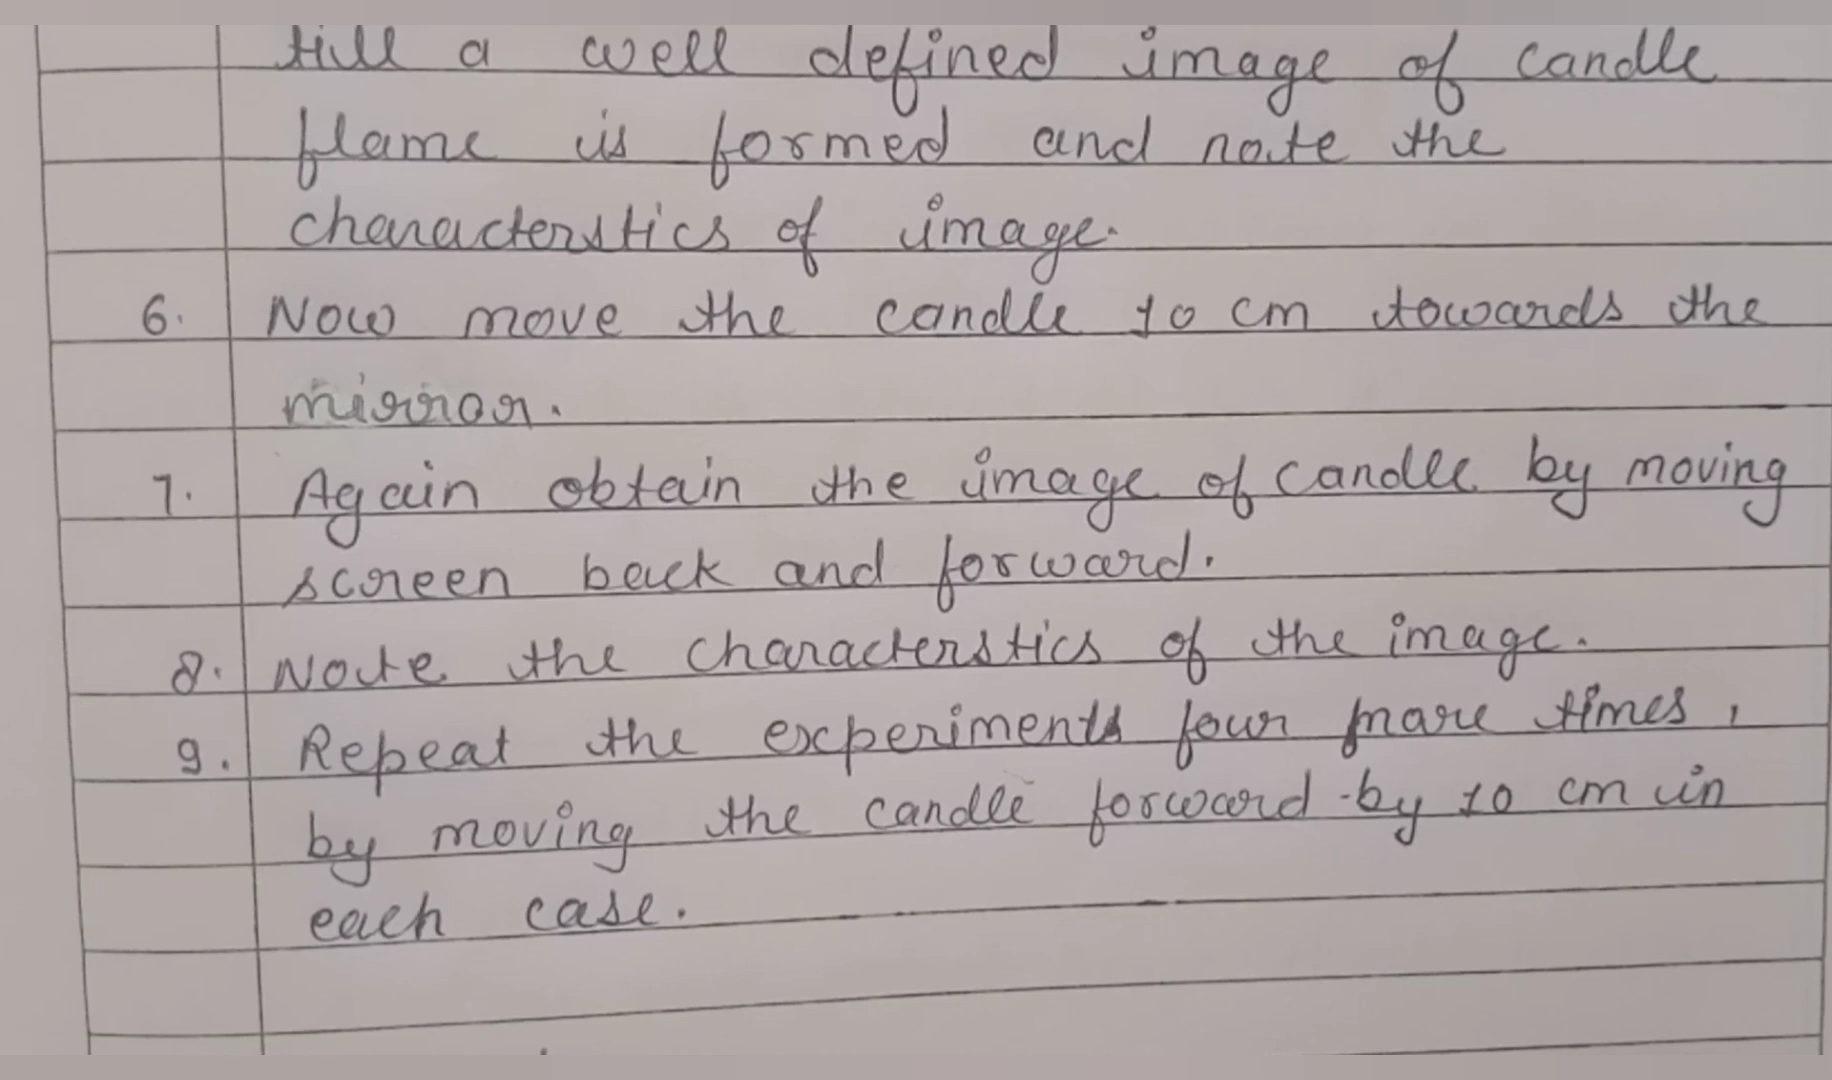 till a well defined image of candle
flame is formed and note the
characterstics of image.
6. Now move the candle 10 cm towards the
mirror.
7. Again obtain the image of candle by moving
screen back and forward.
8. Note the characterstics of the image.
9. Repeat the experiments four more times,
by moving the candle forward by 10 cm in
each case.